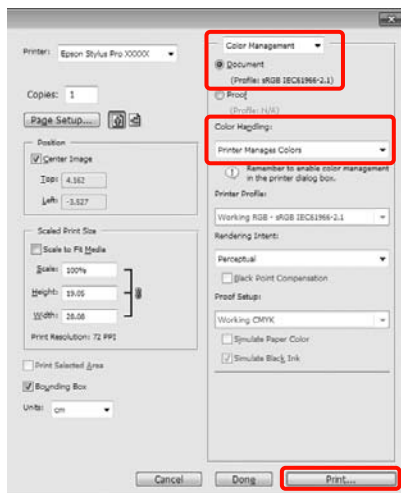 Printer: Epson Stylus Pro XXXXX
Copies: 1
Page Setup...
Position
Center Image
Top: 4.162
Left: -3.527
Scaled Print Size
Scale to Fit Media
Scale: 100%
Height: 19.05
Width: 28.08
Print Resolution: 72 PPI
Print Selected Area
Bounding Box
Units: cm
Color Management
Document
(Profile: sRGB IEC61966-2.1)
Proof
(Profile: N/A)
Color Handling:
Printer Manages Colors
Remember to enable color management
in the printer dialog box.
Printer Profile:
Working RGB - sRGB IEC61966-2.1
Rendering Intent:
Perceptual
Black Point Compensation
Proof Setup:
Working CMYK
Simulate Paper Color
Simulate Black Ink
Cancel
Done
Print...